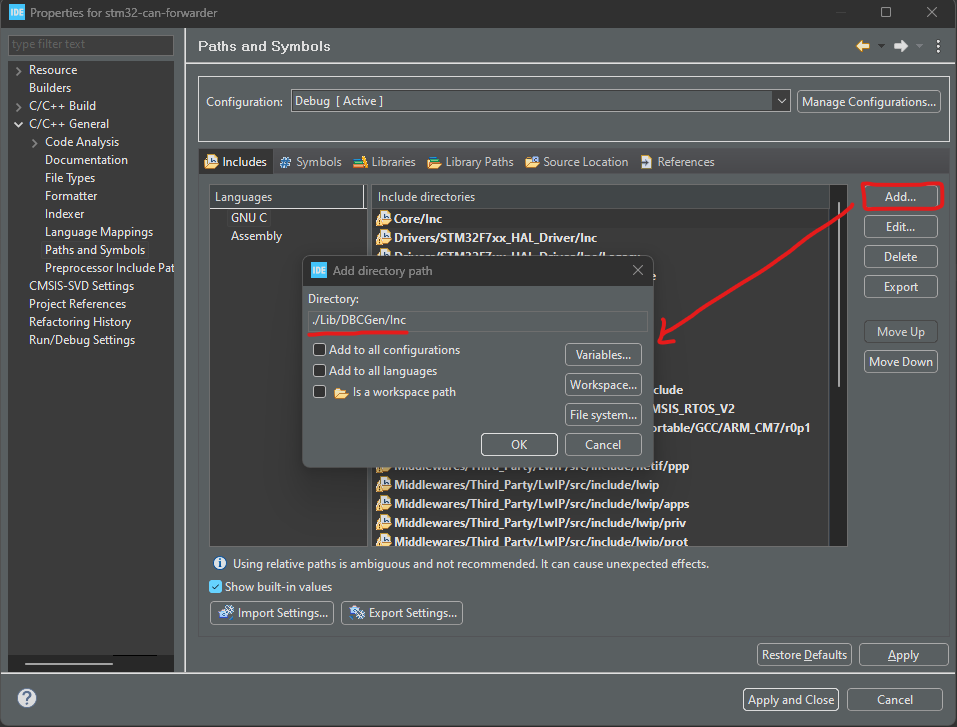 IDE Properties for stm32-can-forwarder
type filter text
Resource
Builders
C/C++ Build
C/C++ General
Code Analysis
Documentation
File Types
Formatter
Indexer
Language Mappings
Paths and Symbols
Preprocessor Include Pat
CMSIS-SVD Settings
Project References
Refactoring History
Run/Debug Settings
Paths and Symbols
Configuration: Debug [ Active ] Manage Configurations...
Includes Symbols Libraries Library Paths Source Location References
Languages
GNU C
Assembly
Include directories
Core/Inc
Drivers/STM32F7xx_HAL_Driver/Inc
Drivers/STM32F7xx_HAL_Driver/Inc/Legacy
clude
MSIS_RTOS_V2
ortable/GCC/ARM_CM7/r0p1
Middlewares/Third_Party/LwIP/src/include/netif/ppp
Middlewares/Third_Party/LwIP/src/include/lwip
Middlewares/Third_Party/LwIP/src/include/lwip/apps
Middlewares/Third_Party/LwIP/src/include/lwip/priv
Middlewares/Third_Party/LwIP/src/include/lwip/prot
Add...
Edit...
Delete
Export
Move Up
Move Down
IDE Add directory path
Directory:
./Lib/DBCGen/Inc
Add to all configurations
Add to all languages
Is a workspace path
Variables...
Workspace...
File system...
OK Cancel
Using relative paths is ambiguous and not recommended. It can cause unexpected effects.
Show built-in values
Import Settings... Export Settings...
Restore Defaults Apply
Apply and Close Cancel